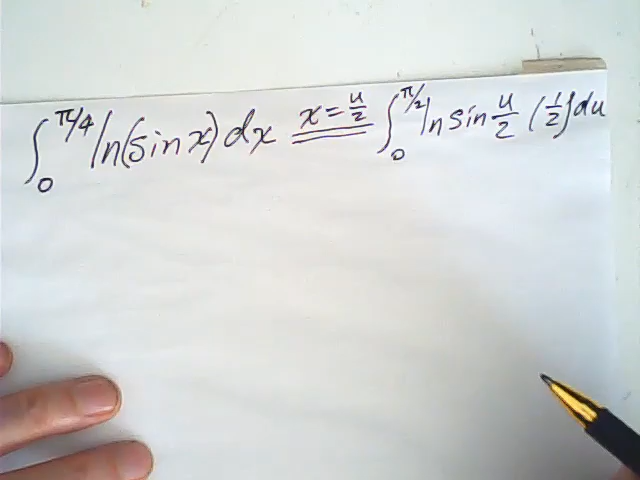 ∫₀^{π/4} ln(sin x) dx x = u/2 ∫₀^{π/2} ln sin u/2 (1/2) du